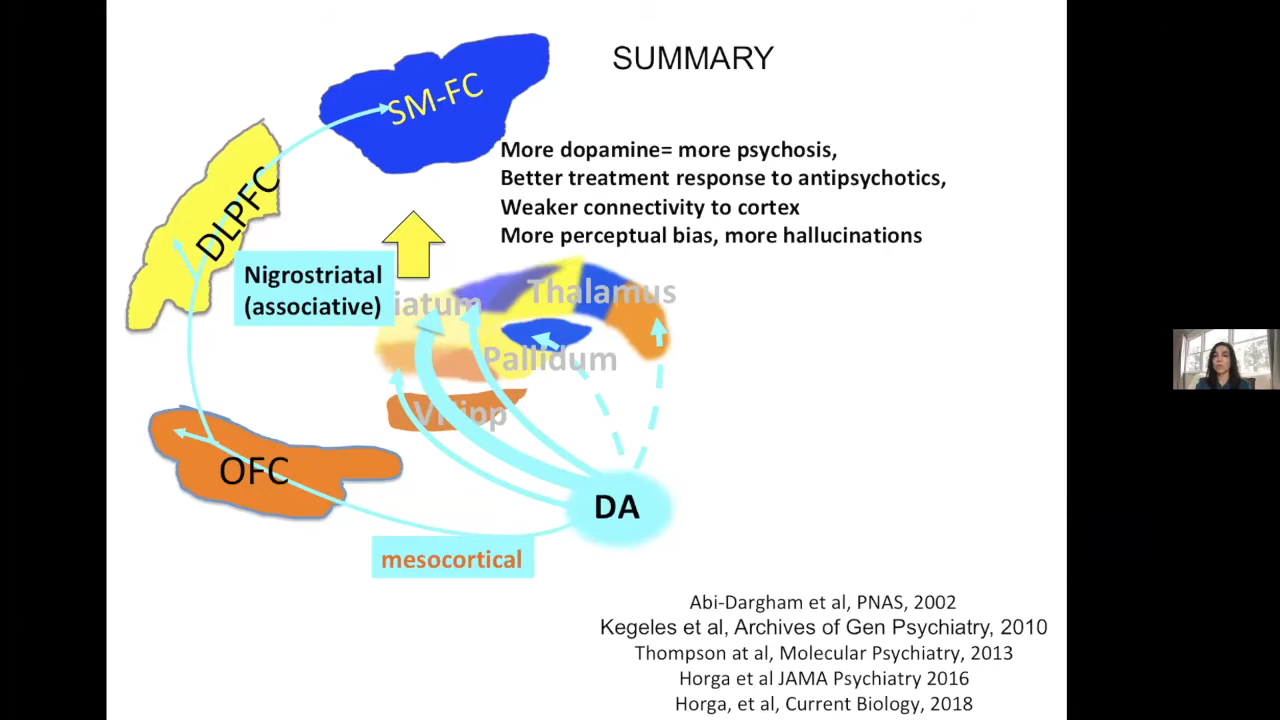 SUMMARY
SM-FC
More dopamine= more psychosis,
Better treatment response to antipsychotics,
Weaker connectivity to cortex
More perceptual bias, more hallucinations
DLPFC
Nigrostriatal
(associative)
iatum
Thalamus
Pallidum
OFC
DA
mesocortical
Abi-Dargham et al, PNAS, 2002
Kegeles et al, Archives of Gen Psychiatry, 2010
Thompson at al, Molecular Psychiatry, 2013
Horga et al JAMA Psychiatry 2016
Horga, et al, Current Biology, 2018